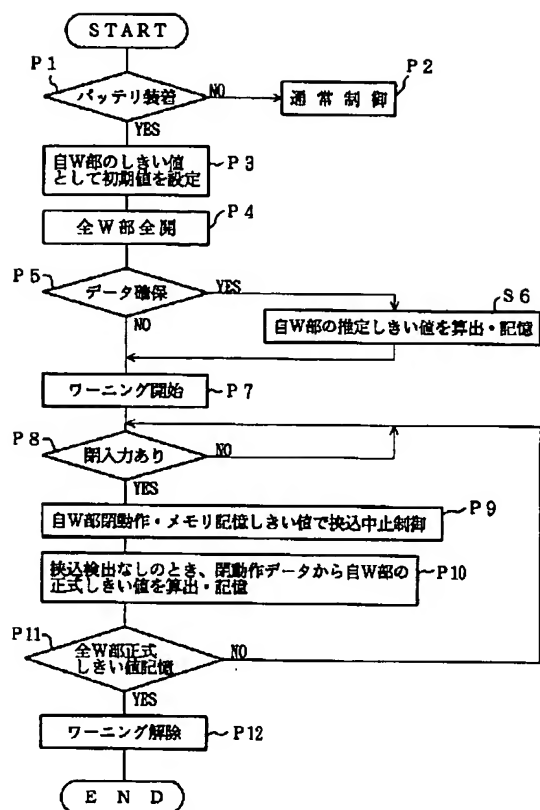 START
P1
バッテリ装着
NO
P2
通常制御
YES
自W部のしきい値
として初期値を設定
P3
全W部全開
P4
P5
データ確保
YES
NO
S6
自W部の推定しきい値を算出・記憶
ワーニング開始
P7
P8
閉入力あり
NO
YES
自W部閉動作・メモリ記憶しきい値で挟込中止制御
P9
挟込検出なしのとき、閉動作データから自W部の
正式しきい値を算出・記憶
P10
P11
全W部正式
しきい値記憶
NO
YES
ワーニング解除
P12
END